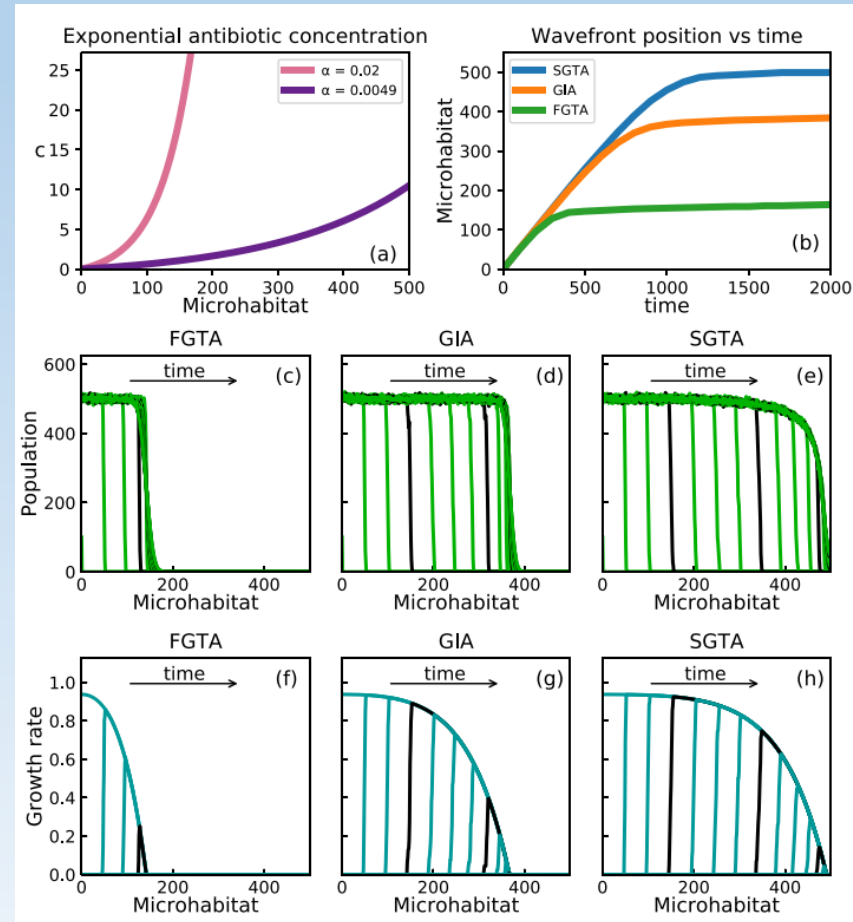 Exponential antibiotic concentration
Wavefront position vs time
25
20
c 15
10
5
0
0 100 200 300 400 500
Microhabitat
α = 0.02
α = 0.0049
(a)
500
400
300
200
100
0
Microhabitat
0 500 1000 1500 2000
time
SGTA
GIA
FGTA
(b)
FGTA GIA SGTA
600
400
200
0
Population
time (c)
time (d)
time (e)
0 200 400
0 200 400
0 200 400
Microhabitat Microhabitat Microhabitat
FGTA GIA SGTA
1.0
0.8
0.6
0.4
0.2
0.0
Growth rate
time (f)
time (g)
time (h)
0 200 400
0 200 400
0 200 400
Microhabitat Microhabitat Microhabitat